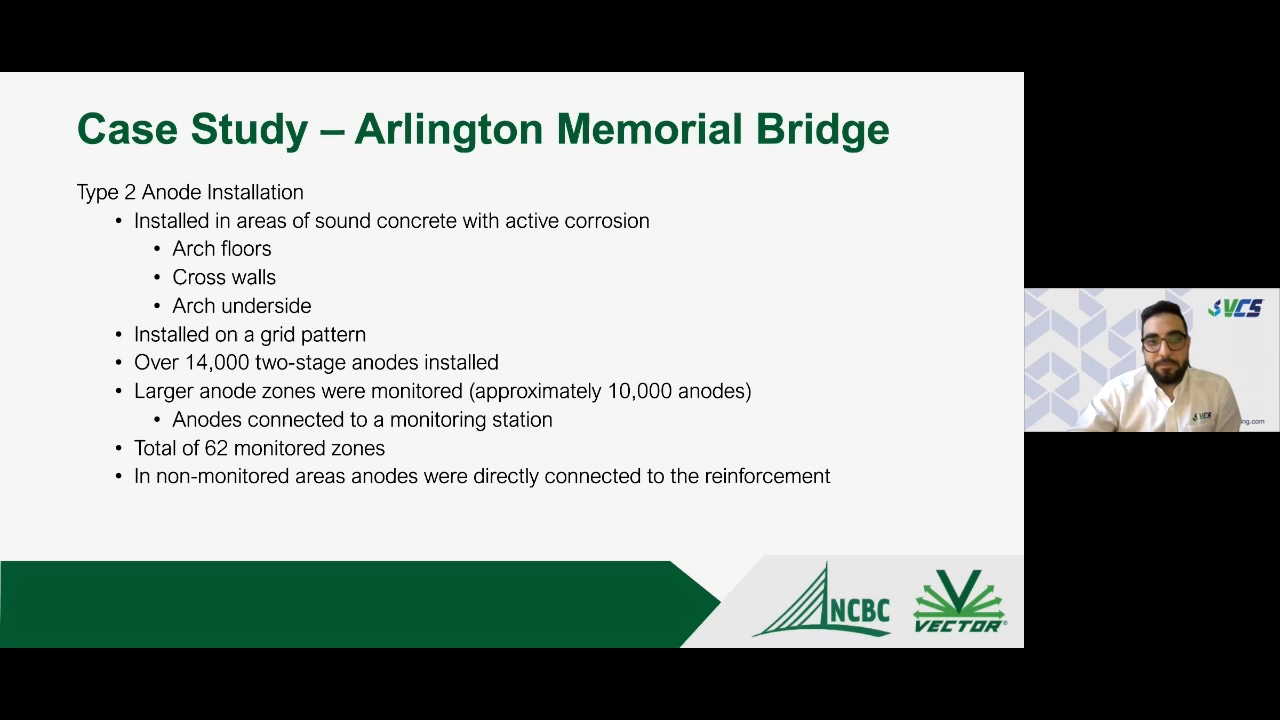 Case Study – Arlington Memorial Bridge
Type 2 Anode Installation
• Installed in areas of sound concrete with active corrosion
• Arch floors
• Cross walls
• Arch underside
• Installed on a grid pattern
• Over 14,000 two-stage anodes installed
• Larger anode zones were monitored (approximately 10,000 anodes)
• Anodes connected to a monitoring station
• Total of 62 monitored zones
• In non-monitored areas anodes were directly connected to the reinforcement
NCBC
VECTOR®
VCS
VCS
ng.com